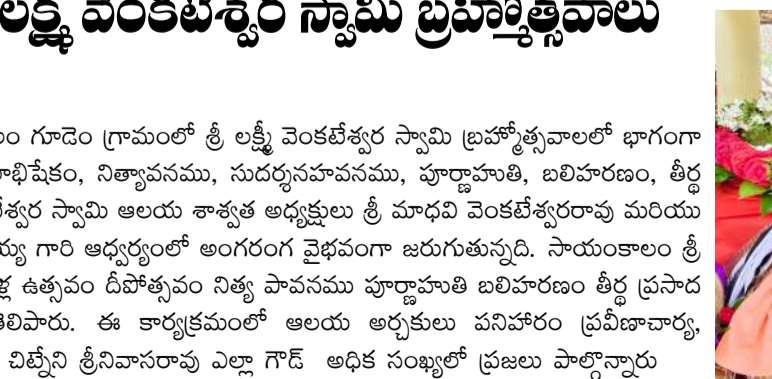 లక్ష్మి వెంకటేశ్వర స్వామి బ్రహ్మోత్సవాలు
గూడెం గ్రామంలో శ్రీ లక్ష్మీ వెంకటేశ్వర స్వామి బ్రహ్మోత్సవాలలో భాగంగా
నిత్యావనము, సుదర్శనహవనము, పూర్ణాహుతి, బలిహరణం, తీర్థ
స్వామి ఆలయ శాశ్వత అధ్యక్షులు శ్రీ మాధవి వెంకటేశ్వరరావు మరియు
గారి ఆధ్వర్యంలో అంగరంగ వైభవంగా జరుగుతున్నది. సాయంకాలం శ్రీ
ఉత్సవం దీపోత్సవం నిత్య పావనము పూర్ణాహుతి బలిహరణం తీర్థ ప్రసాద
ఈ కార్యక్రమంలో ఆలయ అర్చకులు పనిహారం ప్రవీణాచార్య,
చిట్నేని శ్రీనివాసరావు ఎల్లా గౌడ్ అధిక సంఖ్యలో ప్రజలు పాల్గొన్నారు